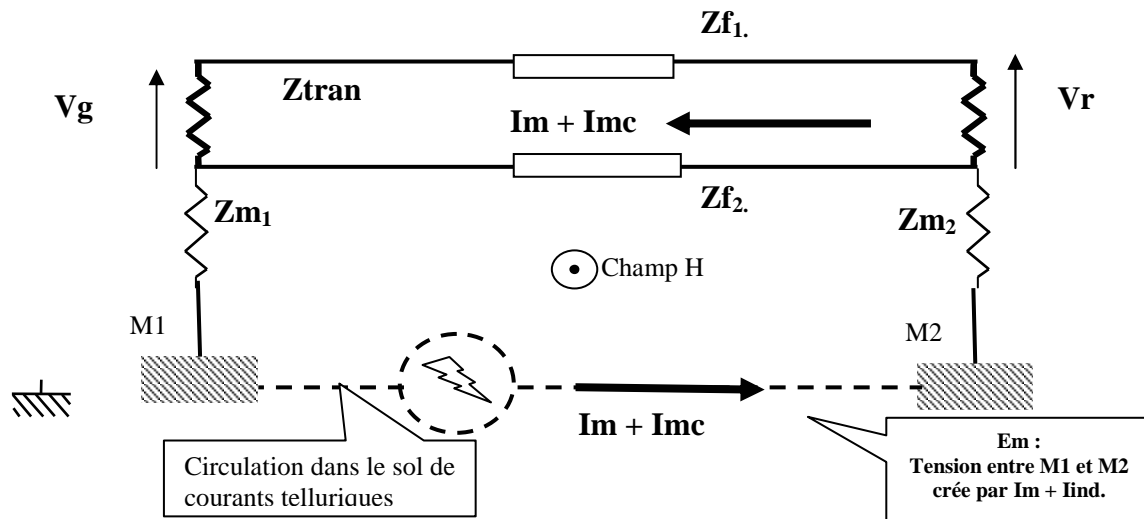 Zf1.
Ztran
Vg
Vr
Im + Imc
Zm1
Zf2.
Zm2
Champ H
M1
M2
Im + Imc
Circulation dans le sol de
courants telluriques
Em :
Tension entre M1 et M2
crée par Im + Iind.